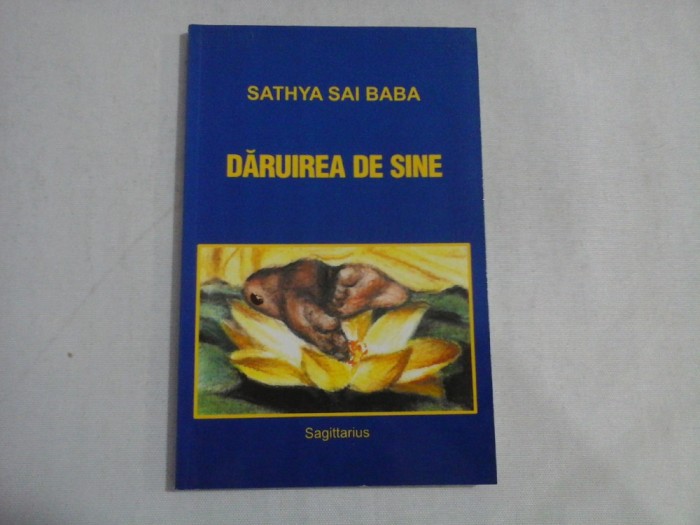 SATHYA SAI BABA
DĂRUIREA DE SINE
Sagittarius